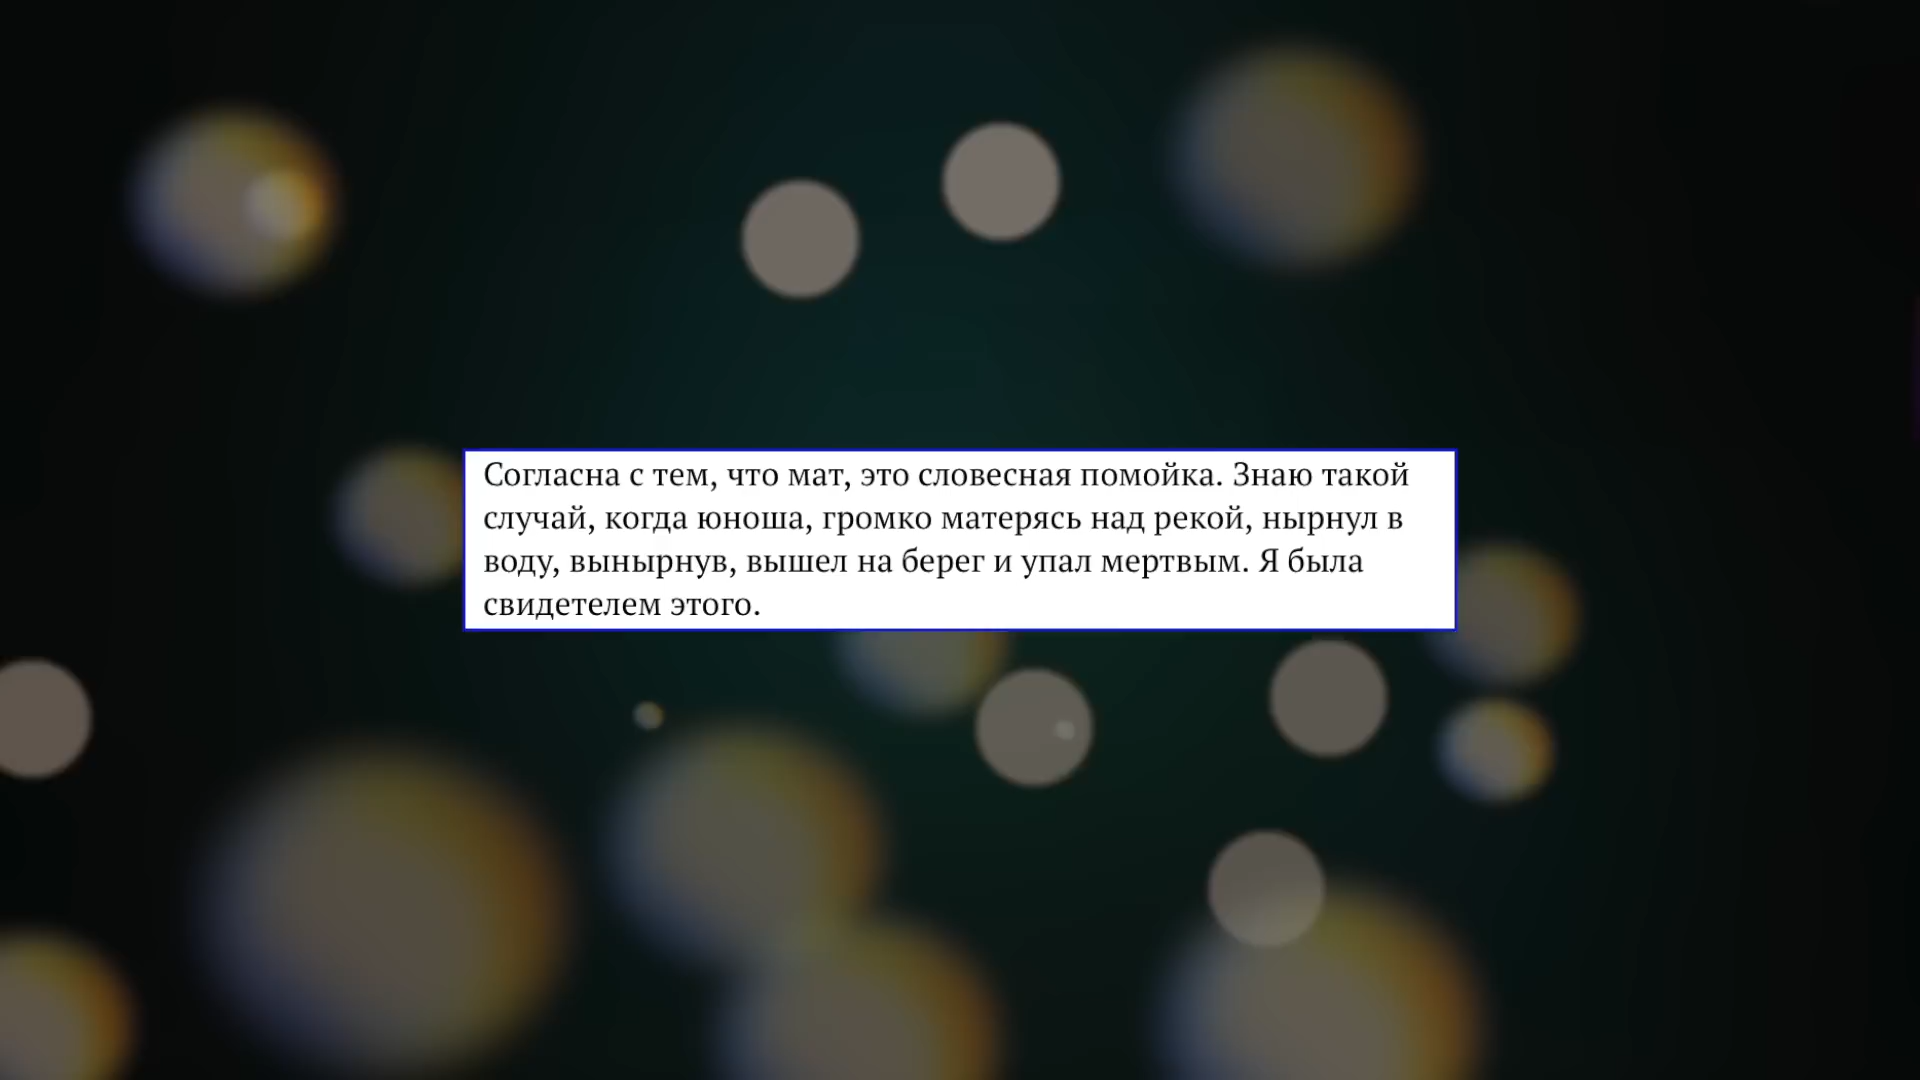 Согласна с тем, что мат, это словесная помойка. Знаю такой
случай, когда юноша, громко матерясь над рекой, нырнул в
воду, вынырнув, вышел на берег и упал мертвым. Я была
свидетелем этого.